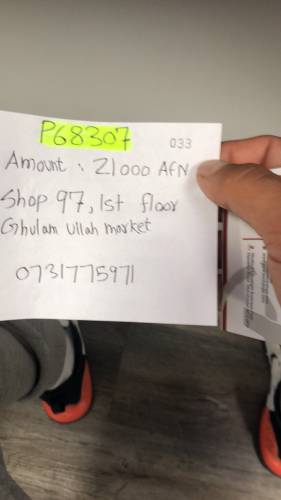 P68307
033
Amount : 21000 AFN
Shop 97, 1st floor
Ghulam Ullah market
0731775971